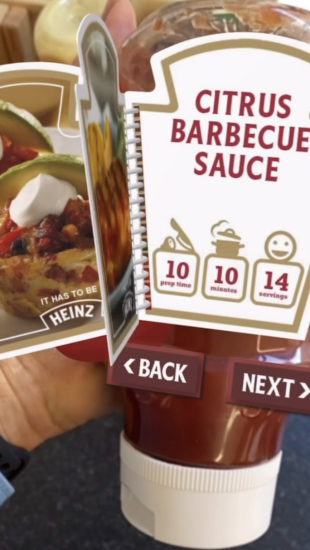 CITRUS
BARBECUE
SAUCE
10
prep time
10
minutes
14
servings
IT HAS TO BE
HEINZ
‹ BACK
NEXT ›